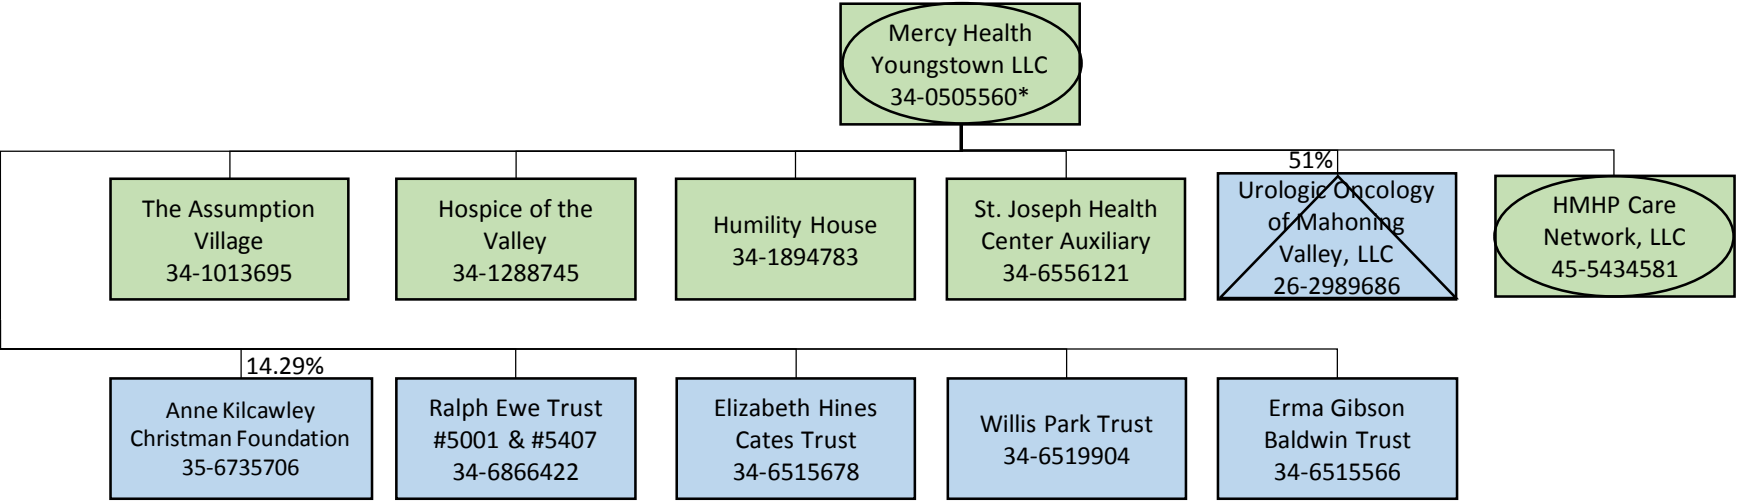 Mercy Health
Youngstown LLC
34-0505560*
The Assumption
Village
34-1013695
Hospice of the
Valley
34-1288745
Humility House
34-1894783
St. Joseph Health
Center Auxiliary
34-6556121
51%
Urologic Oncology
of Mahoning
Valley, LLC
26-2989686
HMHP Care
Network, LLC
45-5434581
14.29%
Anne Kilcawley
Christman Foundation
35-6735706
Ralph Ewe Trust
#5001 & #5407
34-6866422
Elizabeth Hines
Cates Trust
34-6515678
Willis Park Trust
34-6519904
Erma Gibson
Baldwin Trust
34-6515566